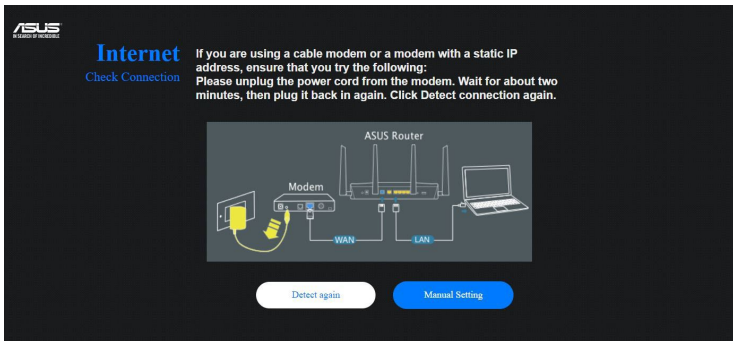 ASUS
IN SEARCH OF INCREDIBLE
Internet
Check Connection
If you are using a cable modem or a modem with a static IP
address, ensure that you try the following:
Please unplug the power cord from the modem. Wait for about two
minutes, then plug it back in again. Click Detect connection again.
ASUS Router
Modem
WAN
LAN
Detect again
Manual Setting